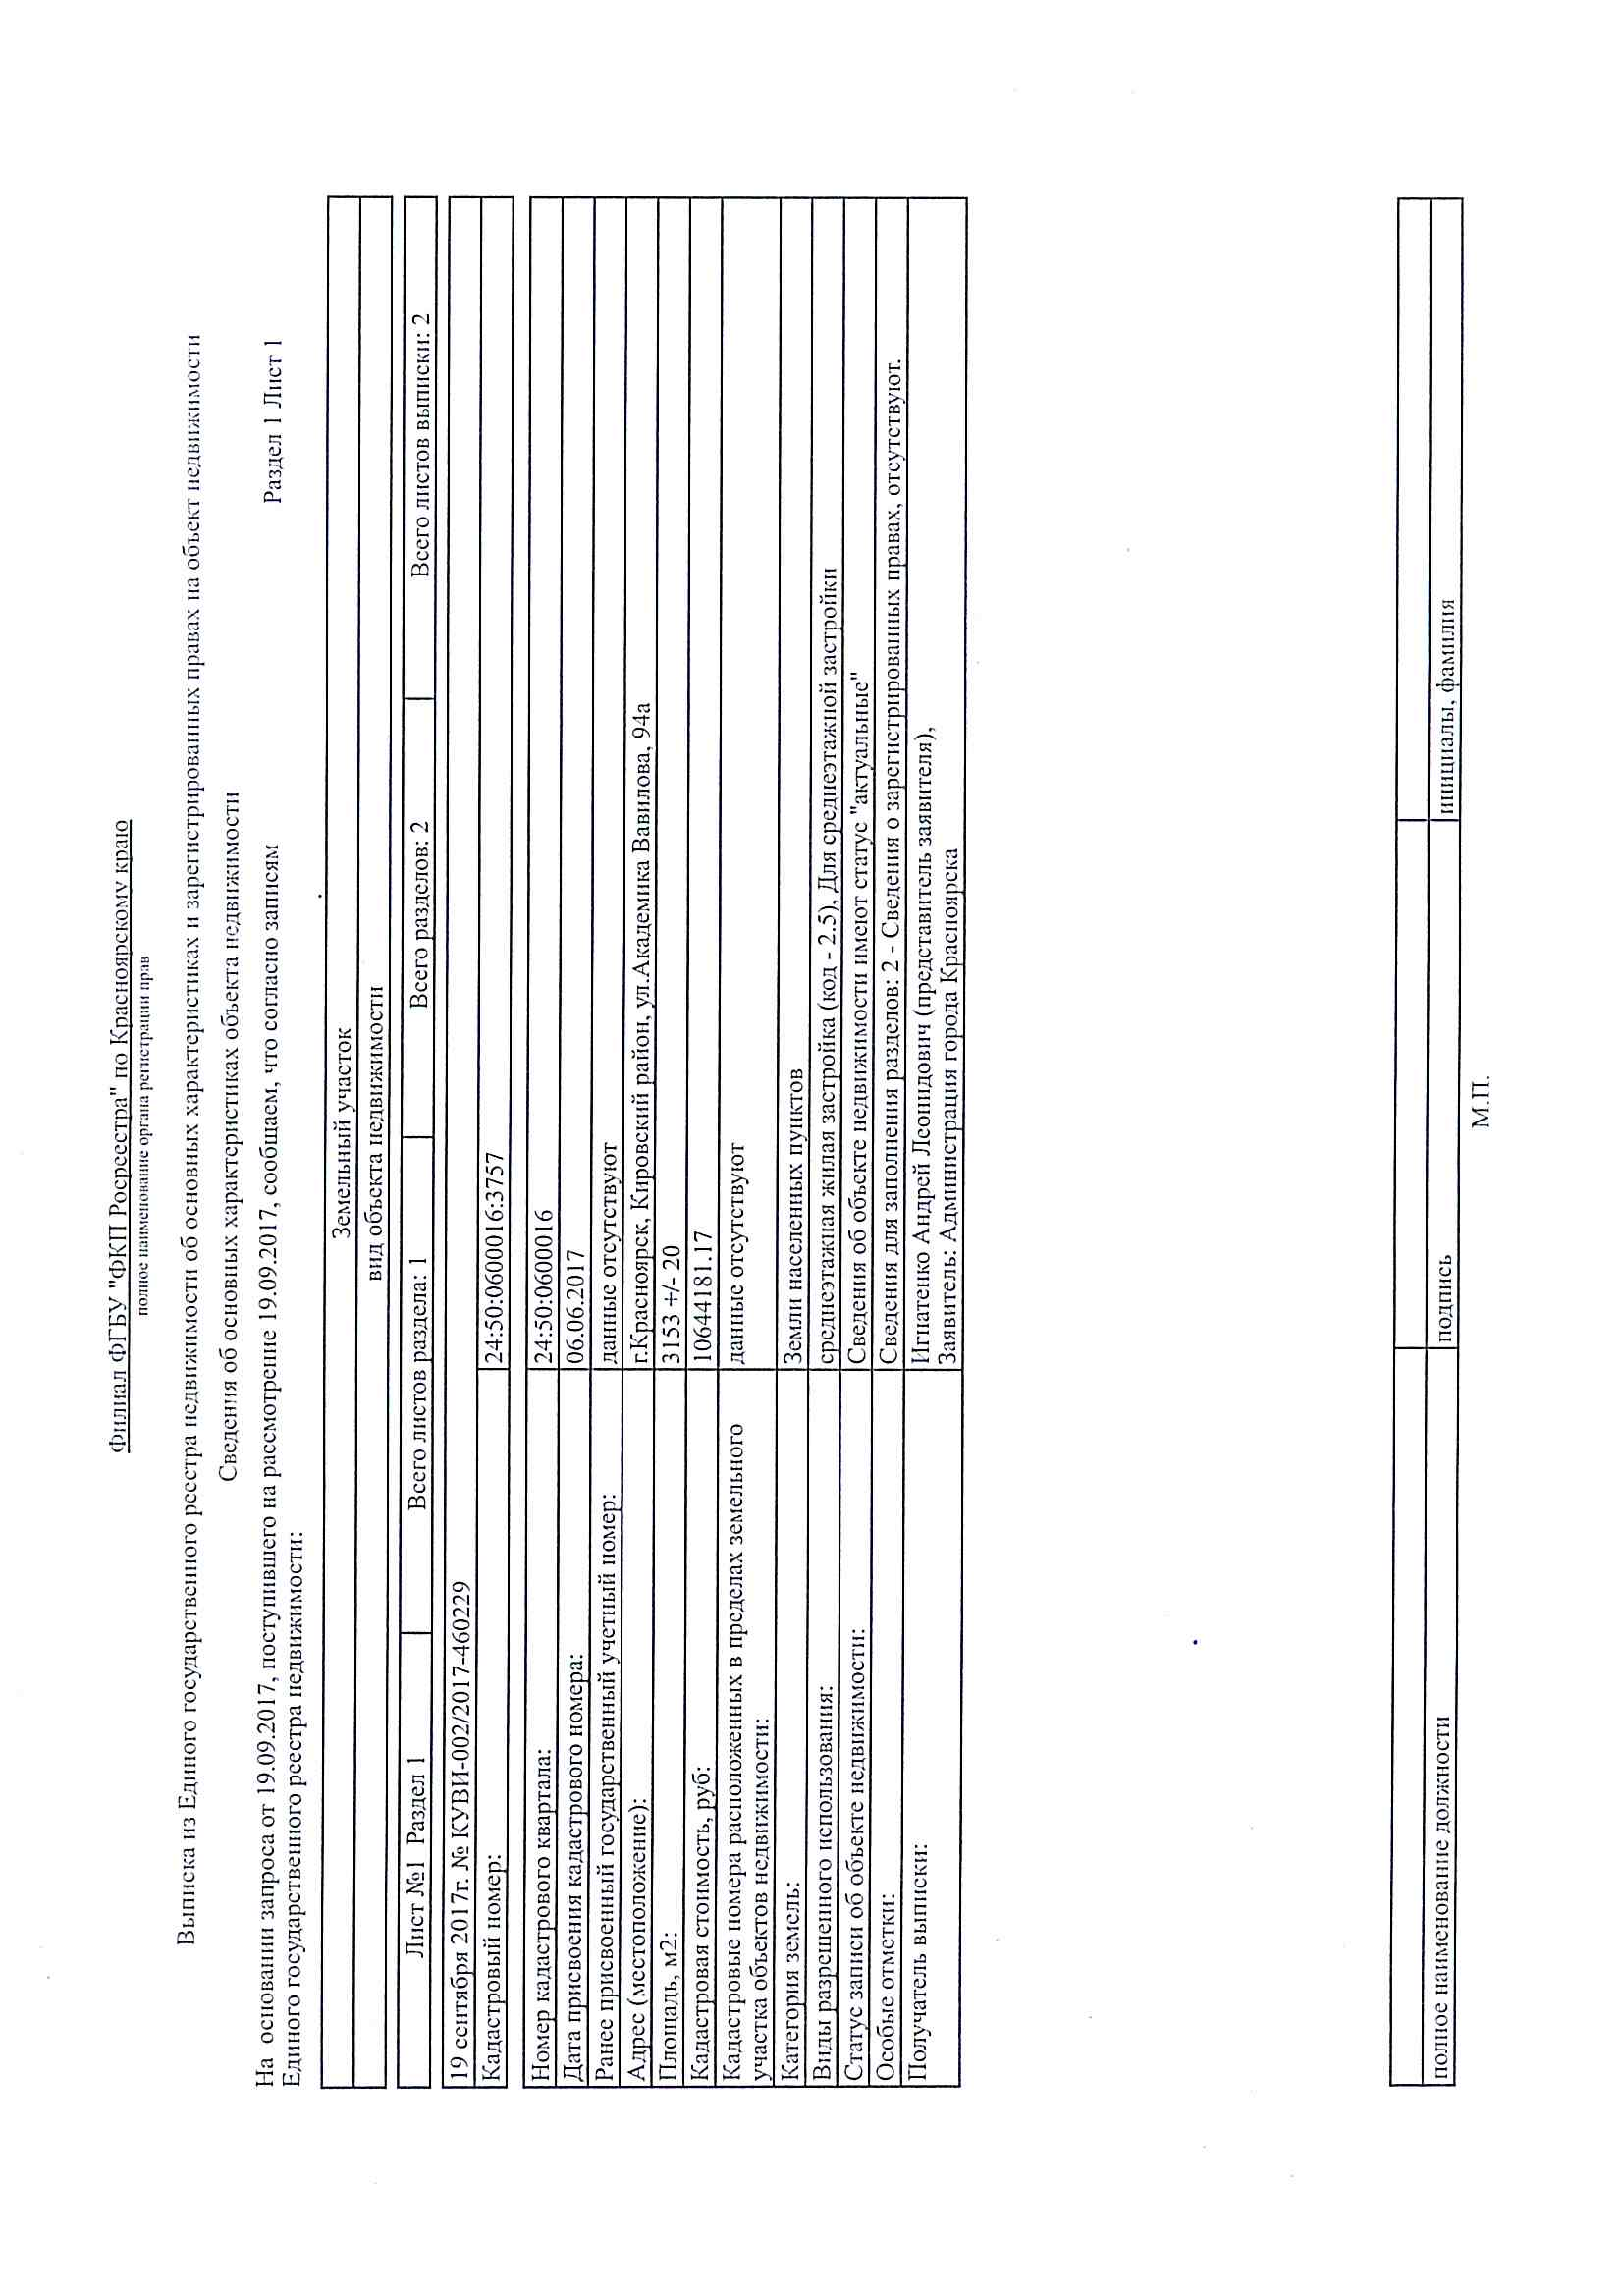 Филиал ФГБУ "ФКП Росреестра" по Красноярскому краю
полное наименование органа регистрации прав
Выписка из Единого государственного реестра недвижимости об основных характеристиках и зарегистрированных правах на объект недвижимости
Сведения об основных характеристиках объекта недвижимости
Раздел 1 Лист 1
На основании запроса от 19.09.2017, поступившего на рассмотрение 19.09.2017, сообщаем, что согласно записям
Единого государственного реестра недвижимости:
Земельный участок
вид объекта недвижимости
Лист №1 Раздел 1 Всего листов раздела: 1 Всего разделов: 2 Всего листов выписки: 2
19 сентября 2017г. № КУВИ-002/2017-460229
Кадастровый номер: 24:50:0600016:3757
Номер кадастрового квартала: 24:50:0600016
Дата присвоения кадастрового номера: 06.06.2017
Ранее присвоенный государственный учетный номер: данные отсутствуют
Адрес (местоположение): г.Красноярск, Кировский район, ул.Академика Вавилова, 94а
Площадь, м2: 3153 +/- 20
Кадастровая стоимость, руб: 10644181.17
Кадастровые номера расположенных в пределах земельного
участка объектов недвижимости: данные отсутствуют
Категория земель: Земли населенных пунктов
Виды разрешенного использования: среднеэтажная жилая застройка (код - 2.5), Для среднеэтажной застройки
Статус записи об объекте недвижимости: Сведения об объекте недвижимости имеют статус "актуальные"
Особые отметки: Сведения для заполнения разделов: 2 - Сведения о зарегистрированных правах, отсутствуют.
Получатель выписки: Игнатенко Андрей Леонидович (представитель заявителя),
Заявитель: Администрация города Красноярска
полное наименование должности подпись инициалы, фамилия
М.П.